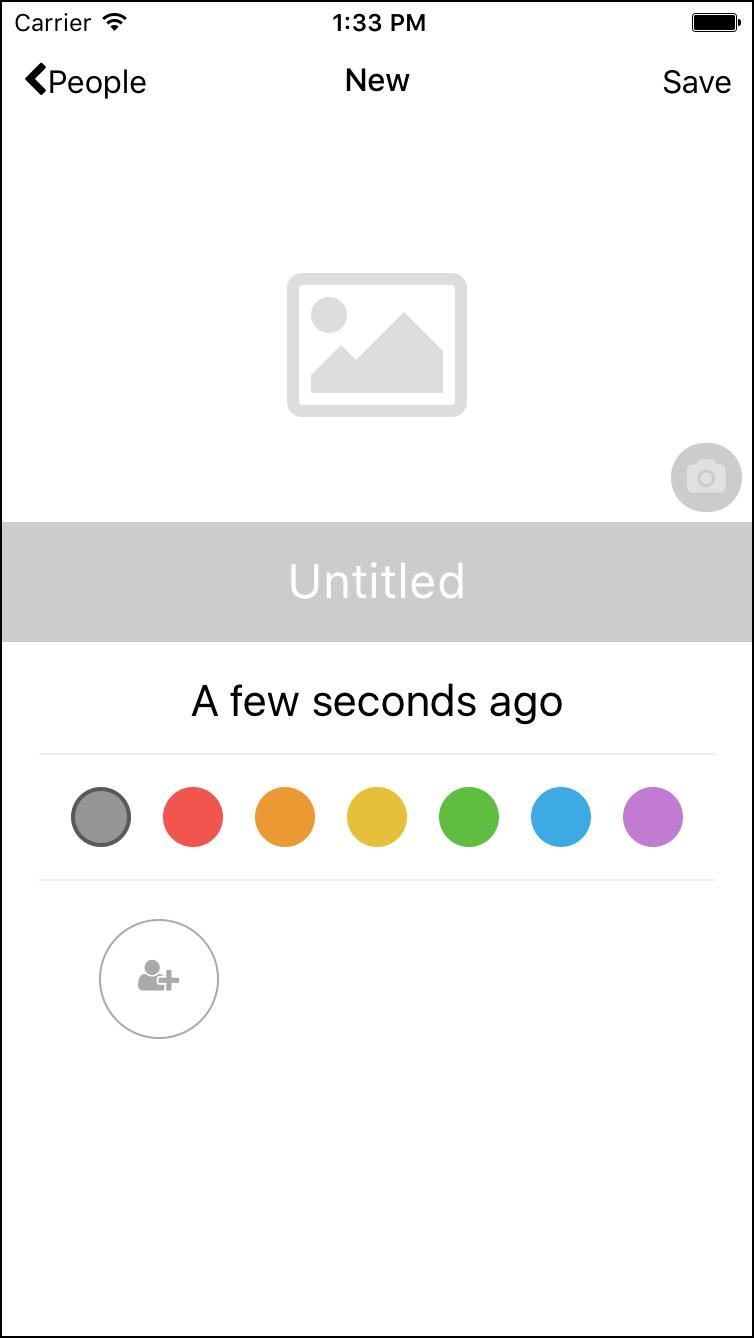 Carrier 1:33 PM
People New Save
Untitled
A few seconds ago